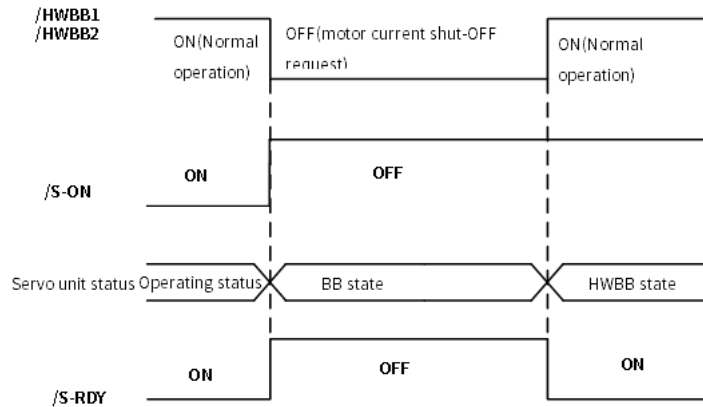 /HWBB1
/HWBB2
ON(Normal
operation)
OFF(motor current shut-OFF
request)
ON(Normal
operation)
/S-ON
ON
OFF
Servo unit status
Operating status
BB state
HWBB state
/S-RDY
ON
OFF
ON